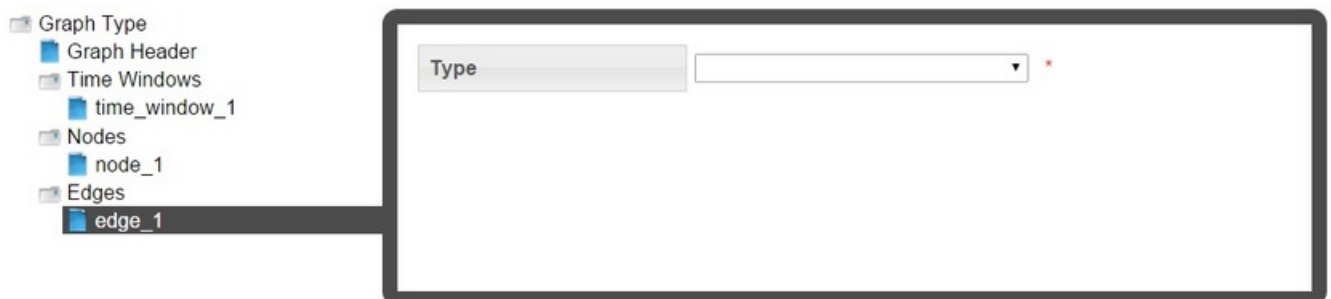 Graph Type
Graph Header
Time Windows
time_window_1
Nodes
node_1
Edges
edge_1
Type
*